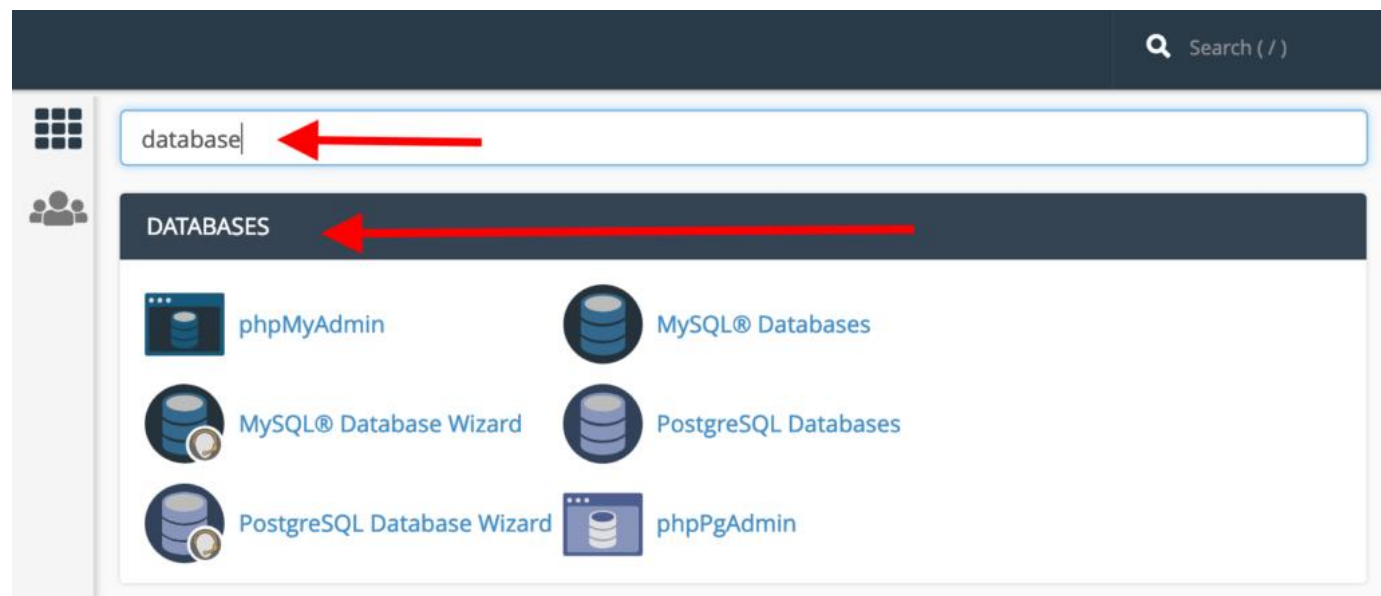 Search ( / )
database
DATABASES
phpMyAdmin
MySQL® Databases
MySQL® Database Wizard
PostgreSQL Databases
PostgreSQL Database Wizard
phpPgAdmin